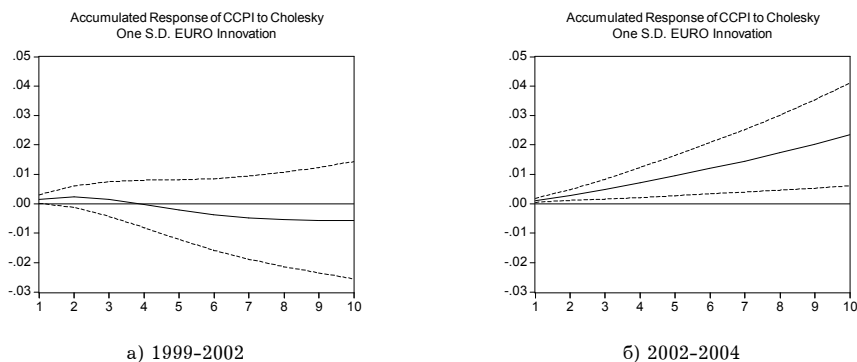 Accumulated Response of CCPI to Cholesky
One S.D. EURO Innovation
.05
.04
.03
.02
.01
.00
-.01
-.02
-.03
1 2 3 4 5 6 7 8 9 10
а) 1999-2002
Accumulated Response of CCPI to Cholesky
One S.D. EURO Innovation
.05
.04
.03
.02
.01
.00
-.01
-.02
-.03
1 2 3 4 5 6 7 8 9 10
б) 2002-2004